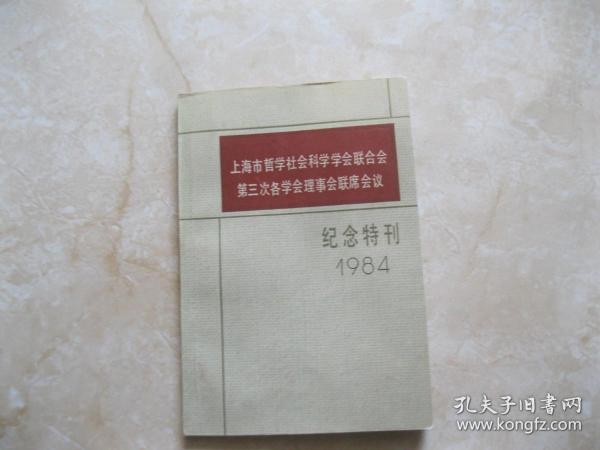 上海市哲学社会科学学会联合会
第三次各学会理事会联席会议
纪念特刊
1984
孔夫子旧书网
www.kongfz.com